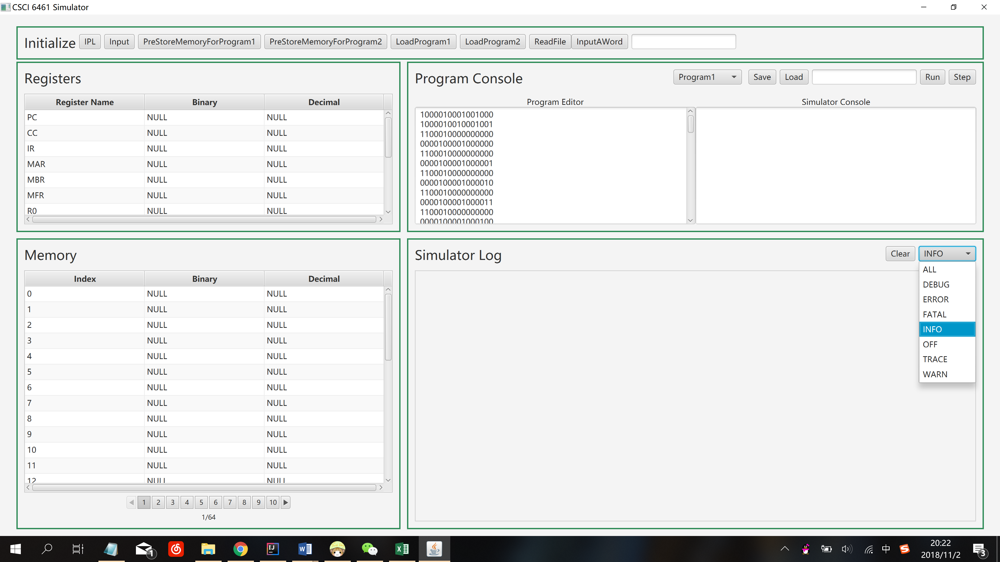 CSCI 6461 Simulator
Initialize IPL Input PreStoreMemoryForProgram1 PreStoreMemoryForProgram2 LoadProgram1 LoadProgram2 ReadFile InputAWord
Registers
Register Name Binary Decimal
PC NULL NULL
CC NULL NULL
IR NULL NULL
MAR NULL NULL
MBR NULL NULL
MFR NULL NULL
R0 NULL NULL
Program Console Program1 Save Load Run Step
Program Editor Simulator Console
1000010001001000
1000010010001001
1100010000000000
0000100001000000
1100010000000000
0000100001000001
1100010000000000
0000100001000010
1100010000000000
0000100001000011
1100010000000000
0000100001000100
Memory
Index Binary Decimal
0 NULL NULL
1 NULL NULL
2 NULL NULL
3 NULL NULL
4 NULL NULL
5 NULL NULL
6 NULL NULL
7 NULL NULL
8 NULL NULL
9 NULL NULL
10 NULL NULL
11 NULL NULL
12 NULL NULL
1 2 3 4 5 6 7 8 9 10
1/64
Simulator Log Clear INFO
ALL
DEBUG
ERROR
FATAL
INFO
OFF
TRACE
WARN
1 IJ W X 中 S 20:22
2018/11/2 3